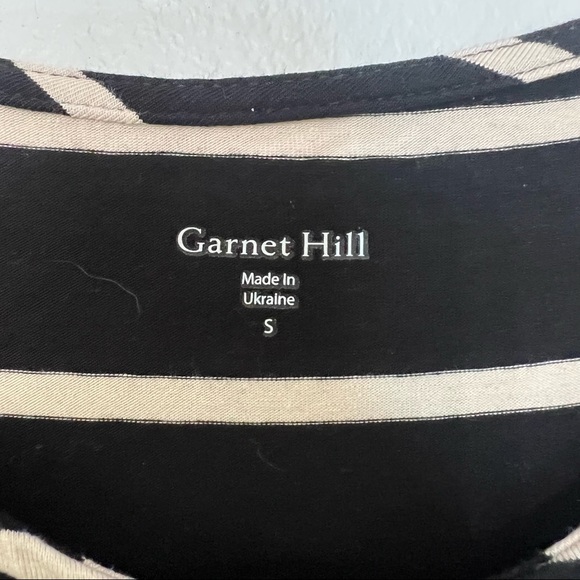 Garnet Hill
Made In
Ukraine
S